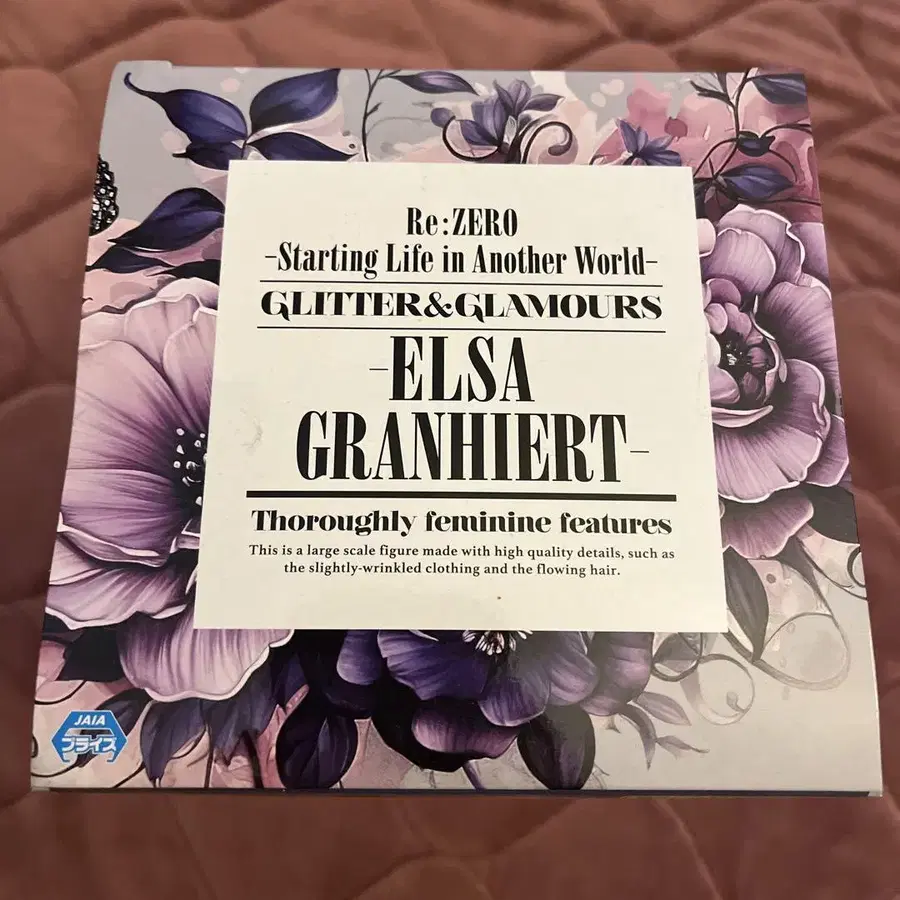 Re:ZERO
-Starting Life in Another World-
GLITTER&GLAMOURS
-ELSA
GRANHIERT-
Thoroughly feminine features
This is a large scale figure made with high quality details, such as
the slightly-wrinkled clothing and the flowing hair.
JAIA
プライズ